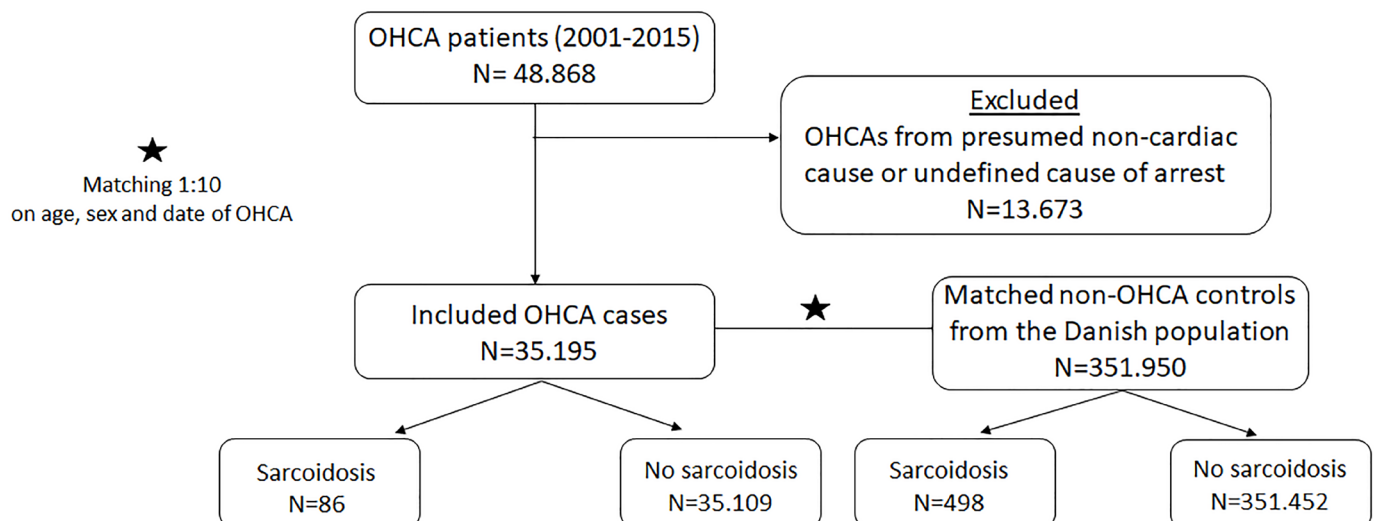 OHCA patients (2001-2015)
N= 48.868
Excluded
OHCAs from presumed non-cardiac
cause or undefined cause of arrest
N=13.673
★
Matching 1:10
on age, sex and date of OHCA
Included OHCA cases
N=35.195
★
Matched non-OHCA controls
from the Danish population
N=351.950
Sarcoidosis
N=86
No sarcoidosis
N=35.109
Sarcoidosis
N=498
No sarcoidosis
N=351.452